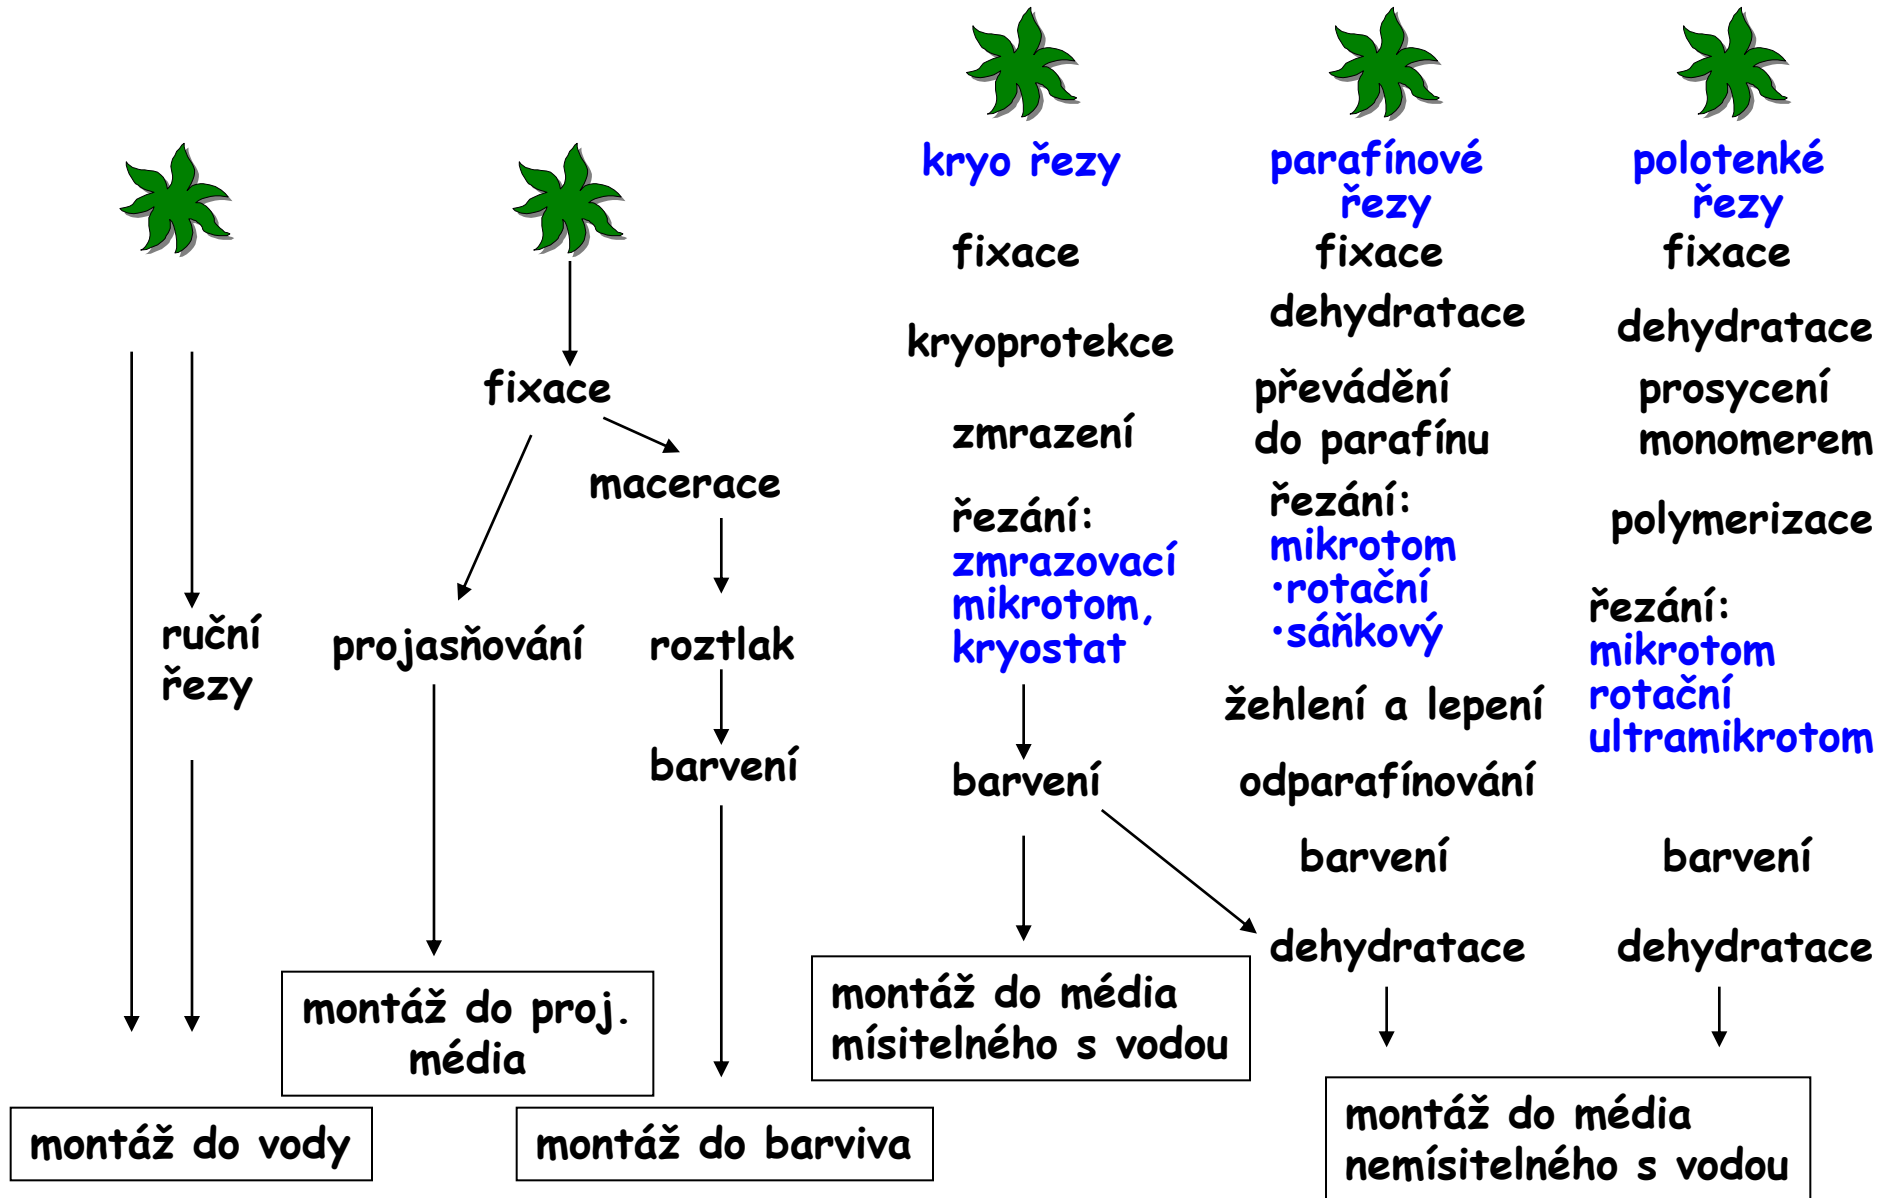 ruční
řezy
montáž do vody
fixace
macerace
projasňování
roztlak
barvení
montáž do proj.
média
montáž do barviva
kryo řezy
fixace
kryoprotekce
zmrazení
řezání:
zmrazovací
mikrotom,
kryostat
barvení
montáž do média
mísitelného s vodou
parafínové
řezy
fixace
dehydratace
převádění
do parafínu
řezání:
mikrotom
•rotační
•sáňkový
žehlení a lepení
odparafínování
barvení
dehydratace
polotenké
řezy
fixace
dehydratace
prosycení
monomerem
polymerizace
řezání:
mikrotom
rotační
ultramikrotom
barvení
dehydratace
montáž do média
nemísitelného s vodou